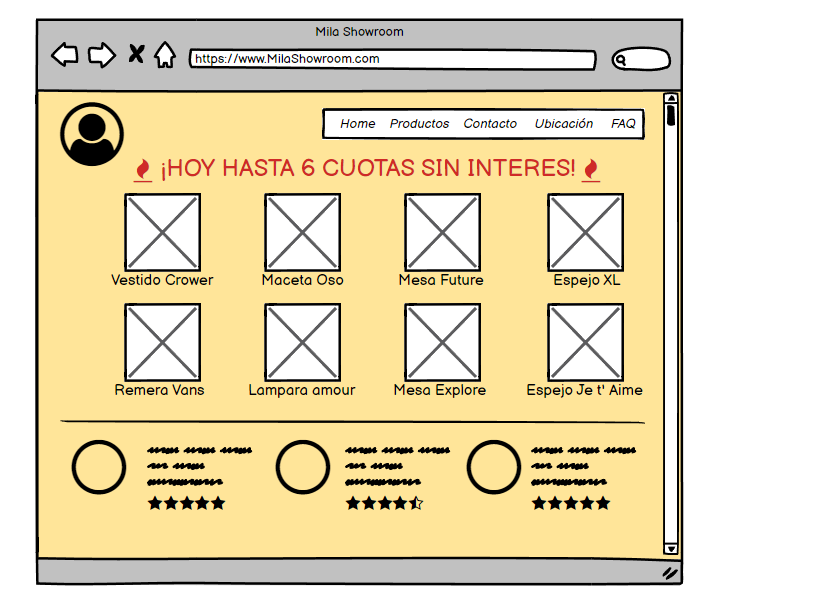 Mila Showroom
https://www.MilaShowroom.com
Home Productos Contacto Ubicación FAQ
¡HOY HASTA 6 CUOTAS SIN INTERES!
Vestido Crower Maceta Oso Mesa Future Espejo XL
Remera Vans Lampara amour Mesa Explore Espejo Je t' Aime